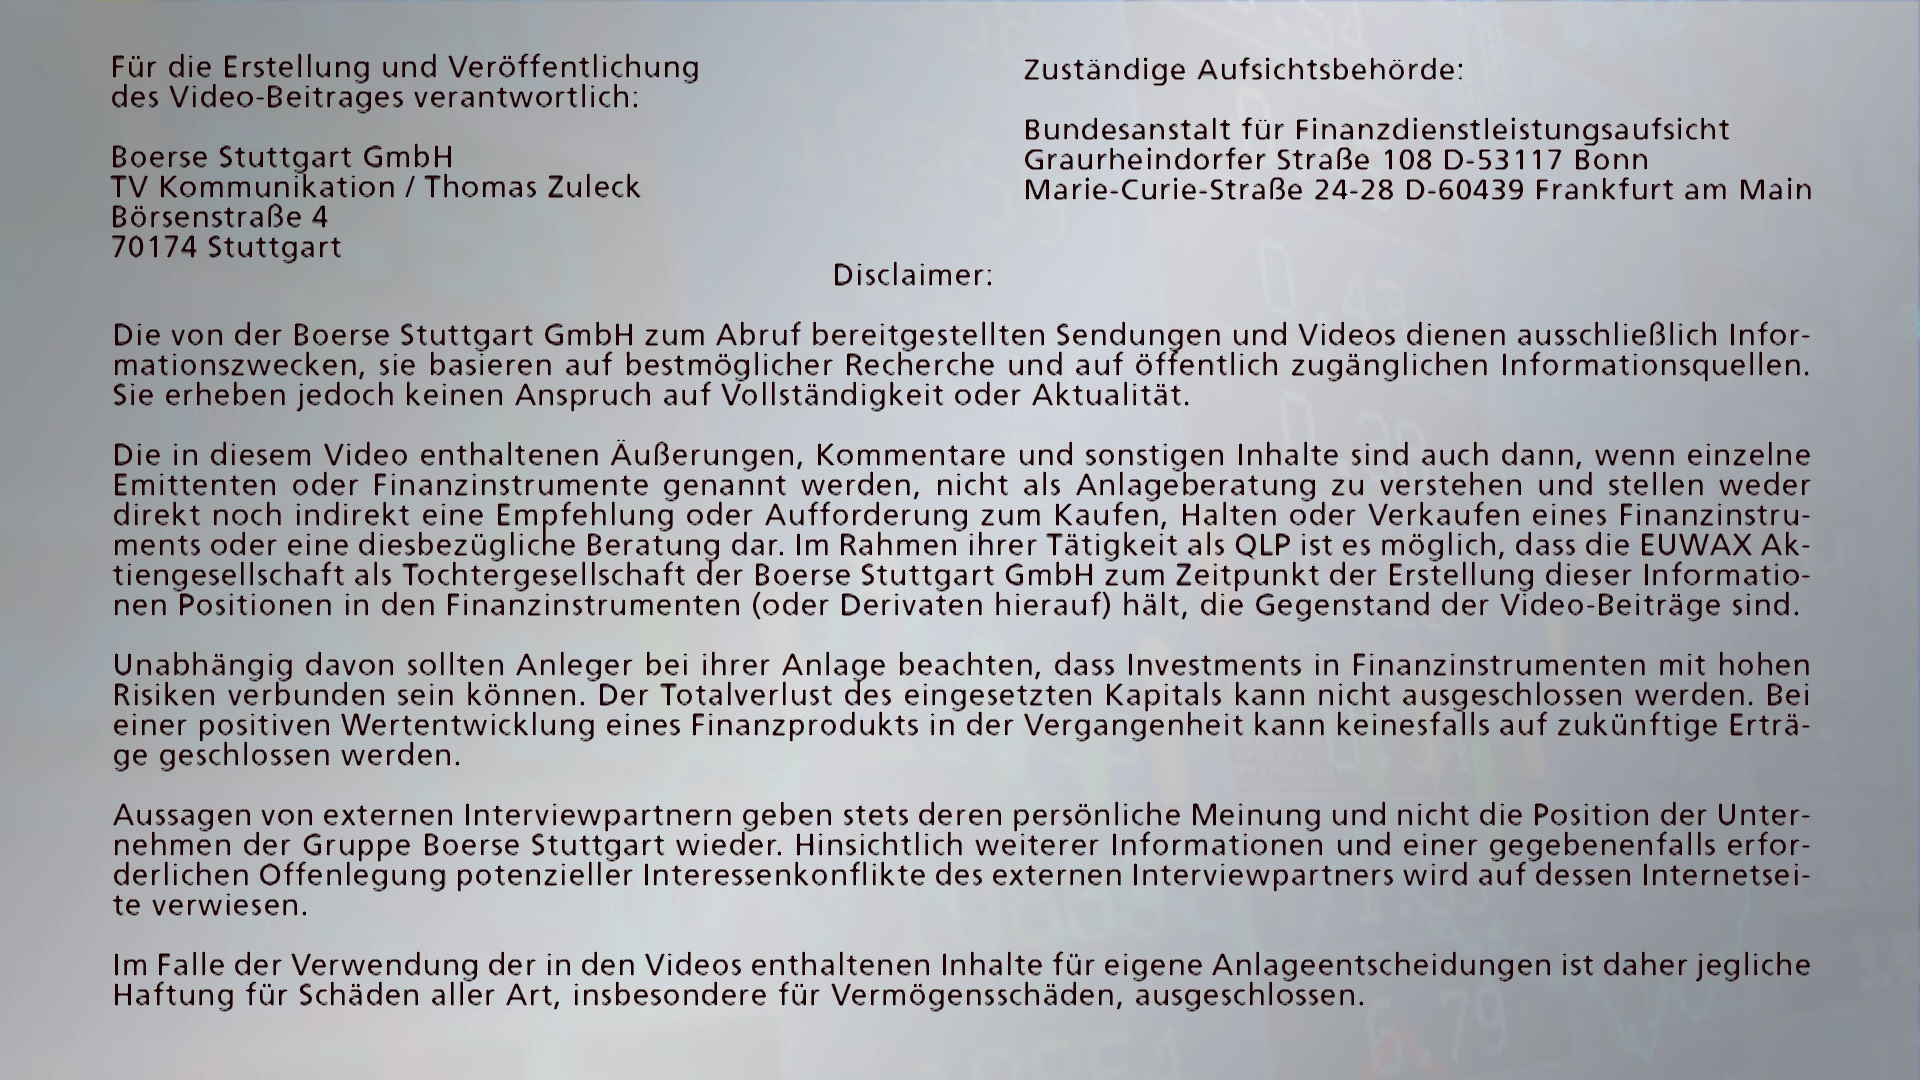 Für die Erstellung und Veröffentlichung
des Video-Beitrages verantwortlich:
Boerse Stuttgart GmbH
TV Kommunikation / Thomas Zuleck
Börsenstraße 4
70174 Stuttgart
Zuständige Aufsichtsbehörde:
Bundesanstalt für Finanzdienstleistungsaufsicht
Graurheindorfer Straße 108 D-53117 Bonn
Marie-Curie-Straße 24-28 D-60439 Frankfurt am Main
Disclaimer:
Die von der Boerse Stuttgart GmbH zum Abruf bereitgestellten Sendungen und Videos dienen ausschließlich Infor-
mationszwecken, sie basieren auf bestmöglicher Recherche und auf öffentlich zugänglichen Informationsquellen.
Sie erheben jedoch keinen Anspruch auf Vollständigkeit oder Aktualität.
Die in diesem Video enthaltenen Äußerungen, Kommentare und sonstigen Inhalte sind auch dann, wenn einzelne
Emittenten oder Finanzinstrumente genannt werden, nicht als Anlageberatung zu verstehen und stellen weder
direkt noch indirekt eine Empfehlung oder Aufforderung zum Kaufen, Halten oder Verkaufen eines Finanzinstru-
ments oder eine diesbezügliche Beratung dar. Im Rahmen ihrer Tätigkeit als QLP ist es möglich, dass die EUWAX Ak-
tiengesellschaft als Tochtergesellschaft der Boerse Stuttgart GmbH zum Zeitpunkt der Erstellung dieser Informatio-
nen Positionen in den Finanzinstrumenten (oder Derivaten hierauf) hält, die Gegenstand der Video-Beiträge sind.
Unabhängig davon sollten Anleger bei ihrer Anlage beachten, dass Investments in Finanzinstrumenten mit hohen
Risiken verbunden sein können. Der Totalverlust des eingesetzten Kapitals kann nicht ausgeschlossen werden. Bei
einer positiven Wertentwicklung eines Finanzprodukts in der Vergangenheit kann keinesfalls auf zukünftige Erträ-
ge geschlossen werden.
Aussagen von externen Interviewpartnern geben stets deren persönliche Meinung und nicht die Position der Unter-
nehmen der Gruppe Boerse Stuttgart wieder. Hinsichtlich weiterer Informationen und einer gegebenenfalls erfor-
derlichen Offenlegung potenzieller Interessenkonflikte des externen Interviewpartners wird auf dessen Internetsei-
te verwiesen.
Im Falle der Verwendung der in den Videos enthaltenen Inhalte für eigene Anlageentscheidungen ist daher jegliche
Haftung für Schäden aller Art, insbesondere für Vermögensschäden, ausgeschlossen.